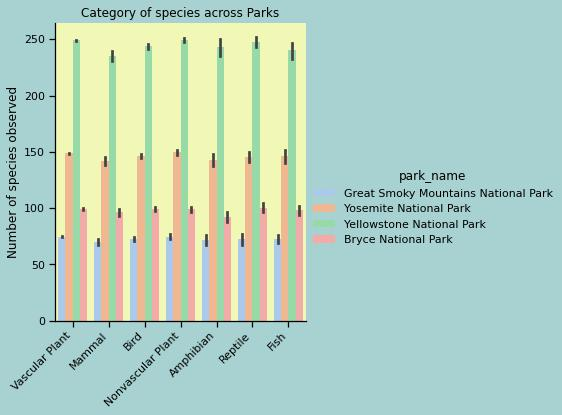 Category of species across Parks
Number of species observed
250
200
150
100
50
0
Vascular Plant
Mammal
Bird
Nonvascular Plant
Amphibian
Reptile
Fish
park_name
Great Smoky Mountains National Park
Yosemite National Park
Yellowstone National Park
Bryce National Park